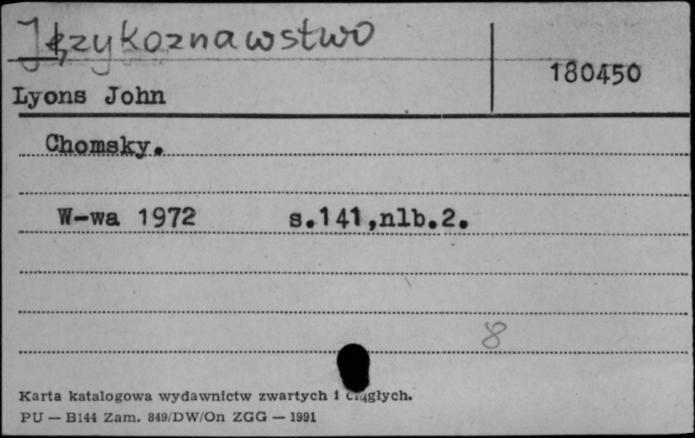 Językoznawstwo
180450
Lyons John
Chomsky.
W-wa 1972 s.141,nlb.2.
8
Karta katalogowa wydawnictw zwartych i ciągłych.
PU — B144 Zam. 849/DW/On ZGG — 1991